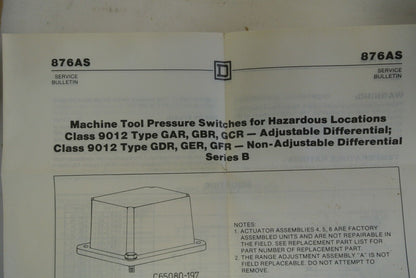 876AS
SERVICE
BULLETIN
876AS
SERVICE
BULLETIN
Machine Tool Pressure Switches for Hazardous Locations
Class 9012 Type GAR, GBR, GCR — Adjustable Differential;
Class 9012 Type GDR, GER, GFR — Non-Adjustable Differential
Series B
NOTES:
1. ACTUATOR ASSEMBLIES 4, 5, 6 ARE FACTORY
ASSEMBLED UNITS AND ARE NOT REPAIRABLE IN
THE FIELD. SEE REPLACEMENT PART LIST FOR
PART NUMBER OF REPLACEMENT PART.
2. THE RANGE ADJUSTMENT ASSEMBLY "A" IS NOT
FIELD REPLACEABLE. DO NOT ATTEMPT TO
REMOVE.
C65080-197